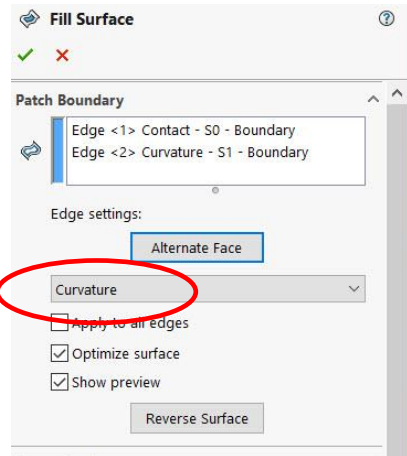 Fill Surface
Patch Boundary
Edge <1> Contact - S0 - Boundary
Edge <2> Curvature - S1 - Boundary
Edge settings:
Alternate Face
Curvature
Apply to all edges
Optimize surface
Show preview
Reverse Surface